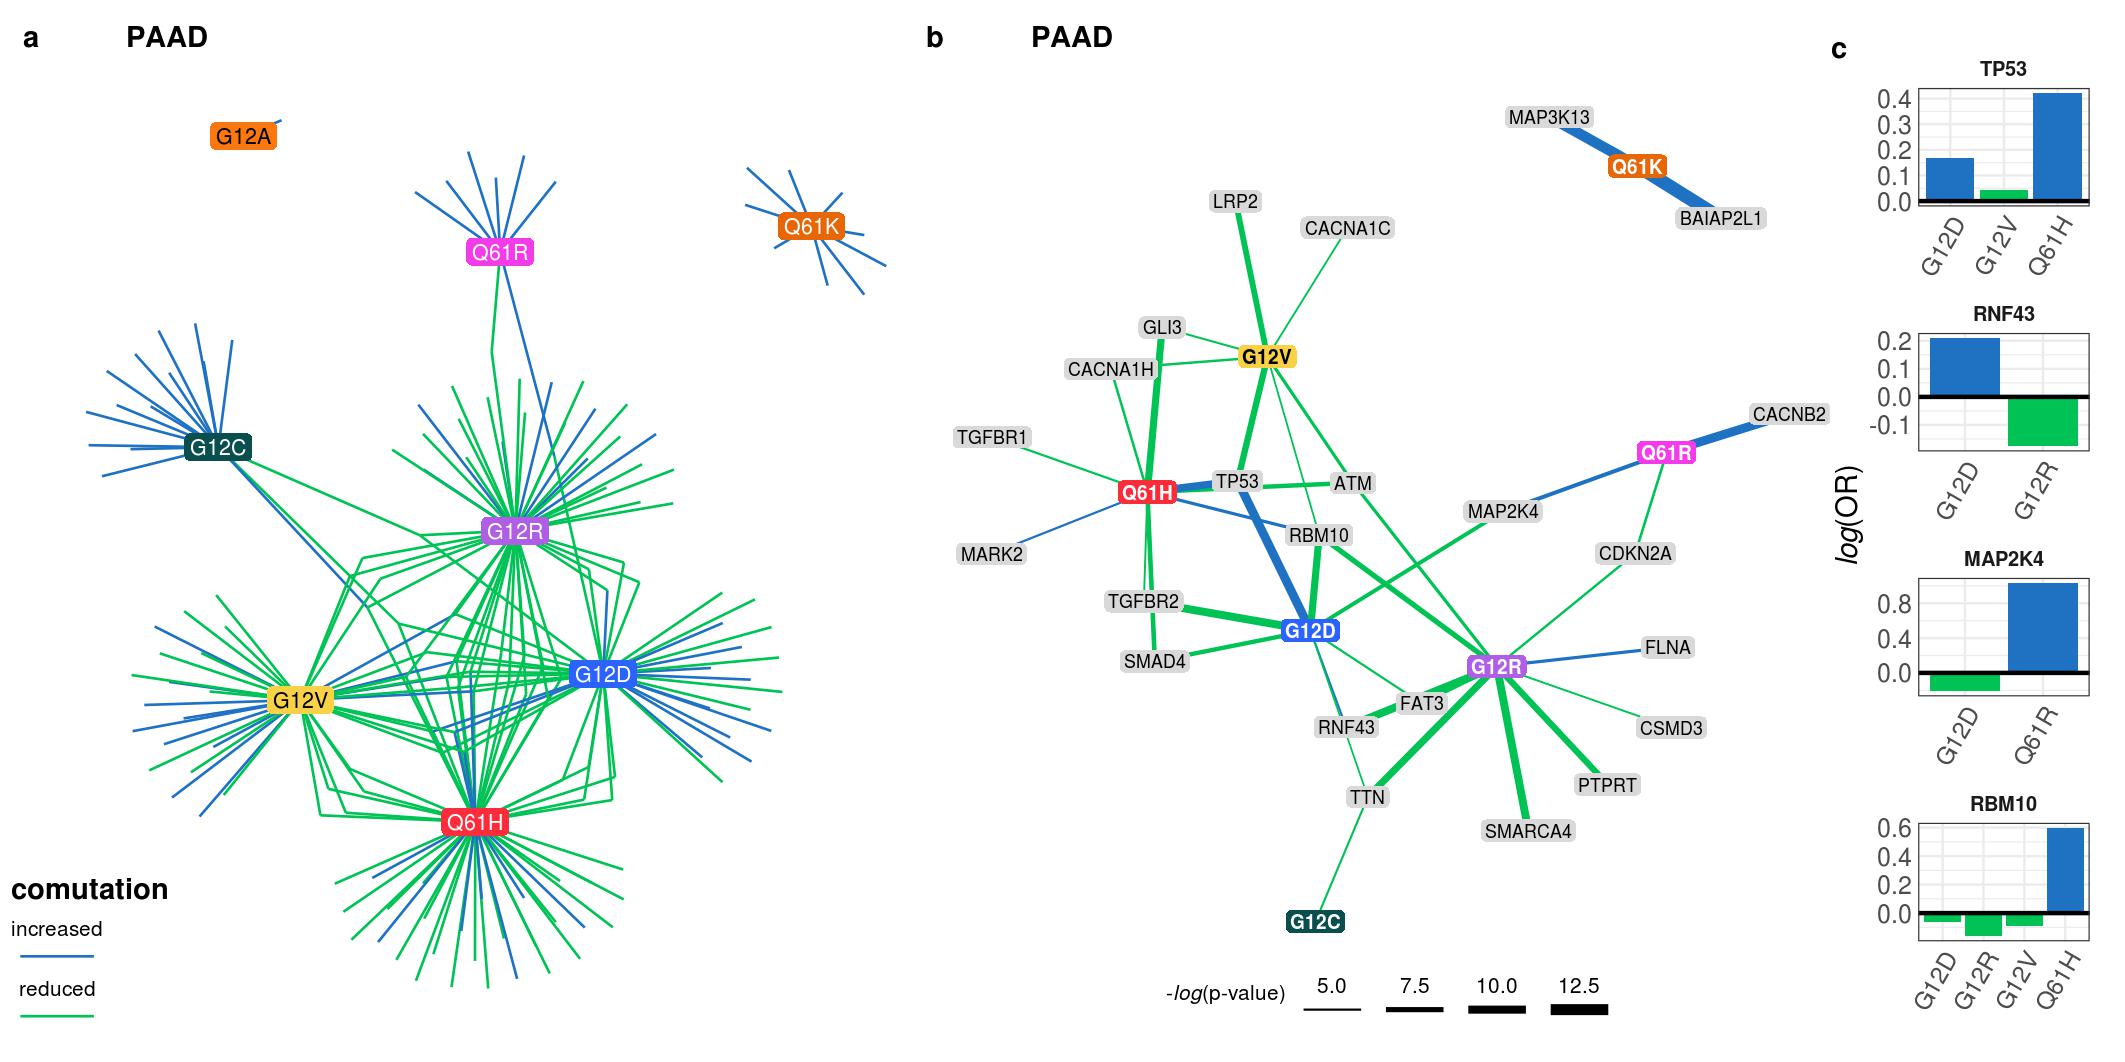 a PAAD
G12A
Q61R
Q61K
G12C
G12R
G12D
G12V
Q61H
comutation
increased
reduced
b PAAD
MAP3K13
Q61K
BAIAP2L1
LRP2
CACNA1C
GLI3
G12V
CACNA1H
CACNB2
TGFBR1
Q61R
Q61H
TP53
ATM
MAP2K4
RBM10
MARK2
CDKN2A
TGFBR2
G12D
SMAD4
FLNA
G12R
FAT3
RNF43
CSMD3
PTPRT
TTN
SMARCA4
G12C
-log(p-value)
5.0 7.5 10.0 12.5
c
log(OR)
TP53
0.4
0.3
0.2
0.1
0.0
G12D G12V Q61H
RNF43
0.2
0.1
0.0
-0.1
G12D G12R
MAP2K4
0.8
0.4
0.0
G12D Q61R
RBM10
0.6
0.4
0.2
0.0
G12D G12R G12V Q61H